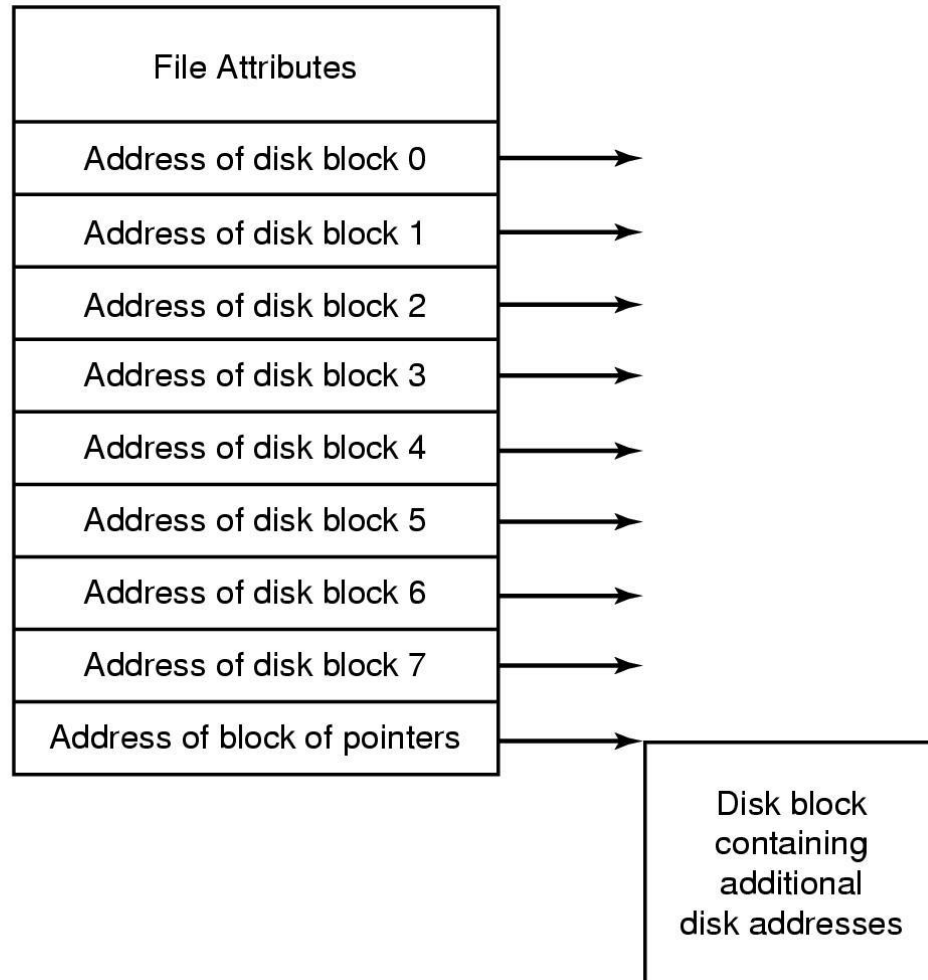 File Attributes
Address of disk block 0
Address of disk block 1
Address of disk block 2
Address of disk block 3
Address of disk block 4
Address of disk block 5
Address of disk block 6
Address of disk block 7
Address of block of pointers
Disk block
containing
additional
disk addresses